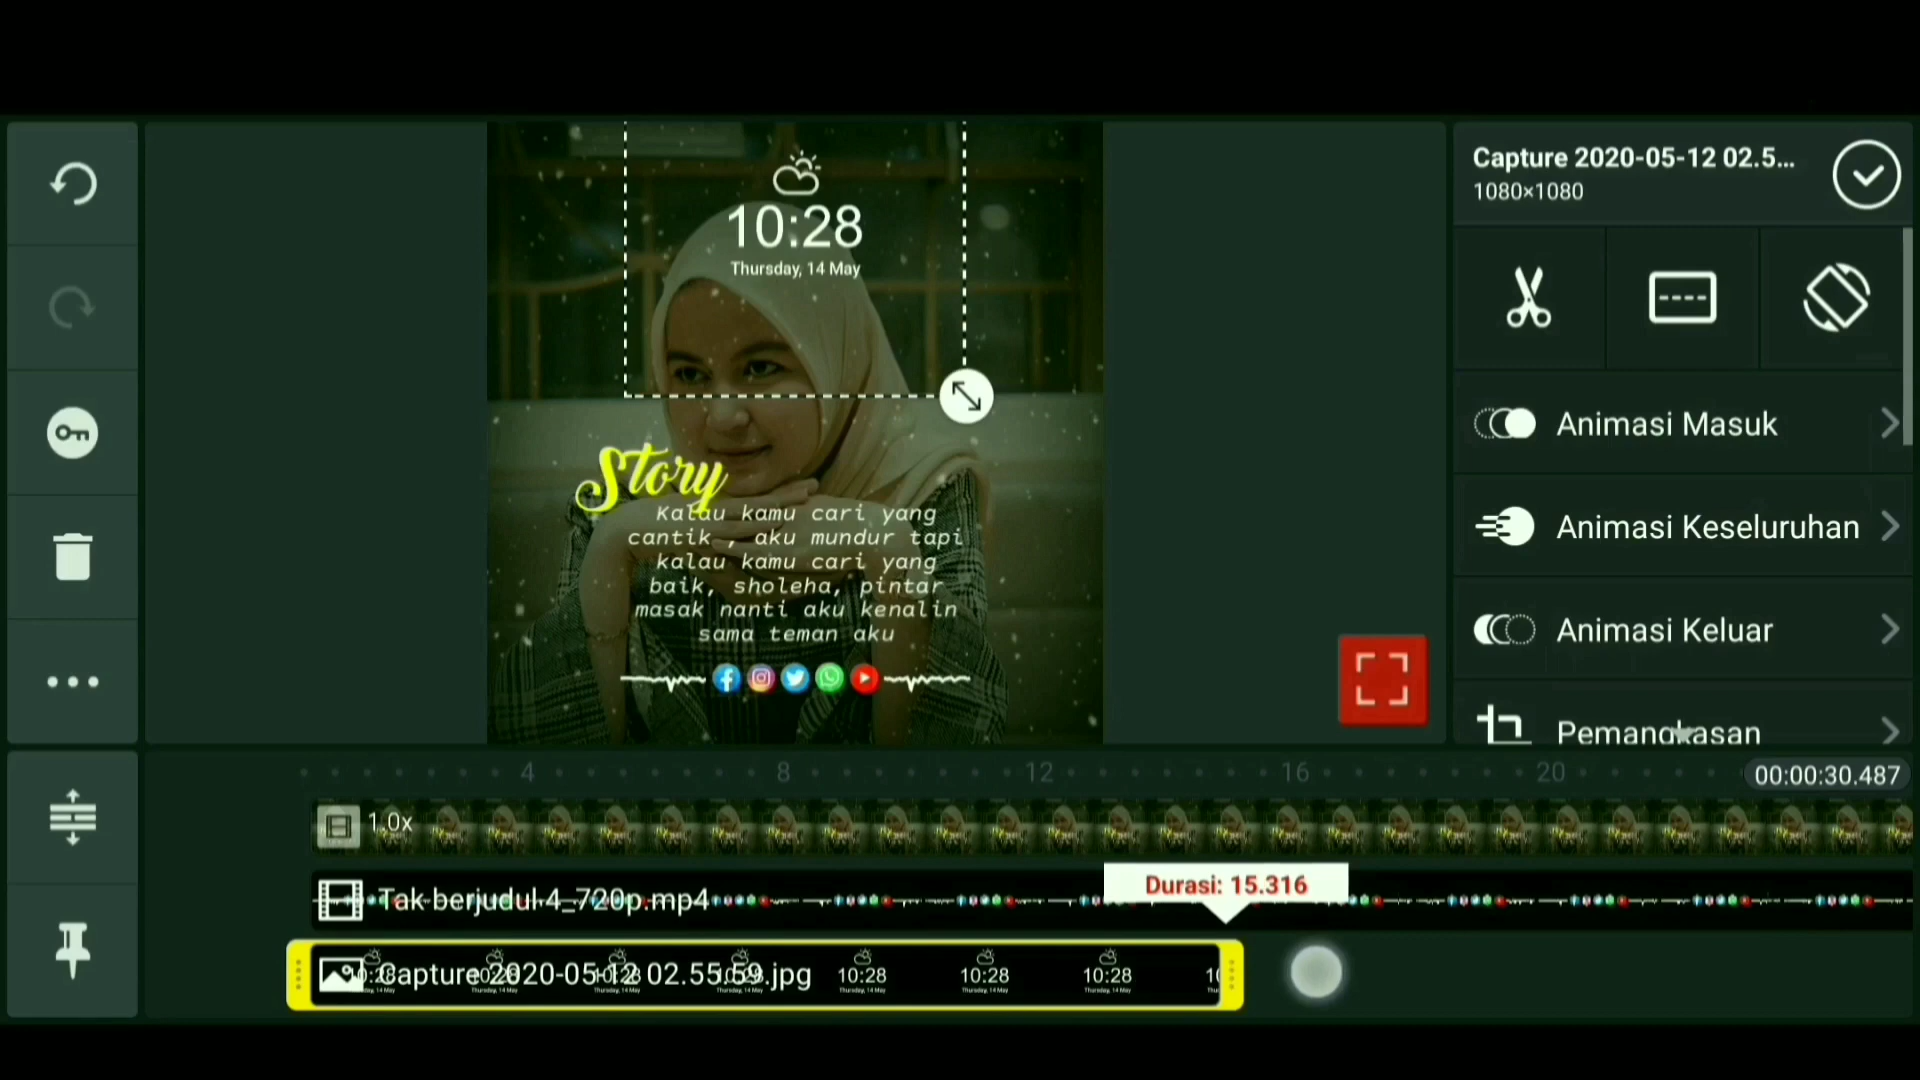 Capture 2020-05-12 02.5...
1080×1080
10:28
Thursday, 14 May
Animasi Masuk
Animasi Keseluruhan
Animasi Keluar
Pemangkasan
Story
Kalau kamu cari yang
cantik , aku mundur tapi
kalau kamu cari yang
baik, sholeha, pintar
masak nanti aku kenalin
sama teman aku
4 8 12 16 20
00:00:30.487
1.0x
Durasi: 15.316
Tak berjudul 4_720p.mp4
Capture 2020-05-12 02.55.59.jpg
10:28 10:28 10:28